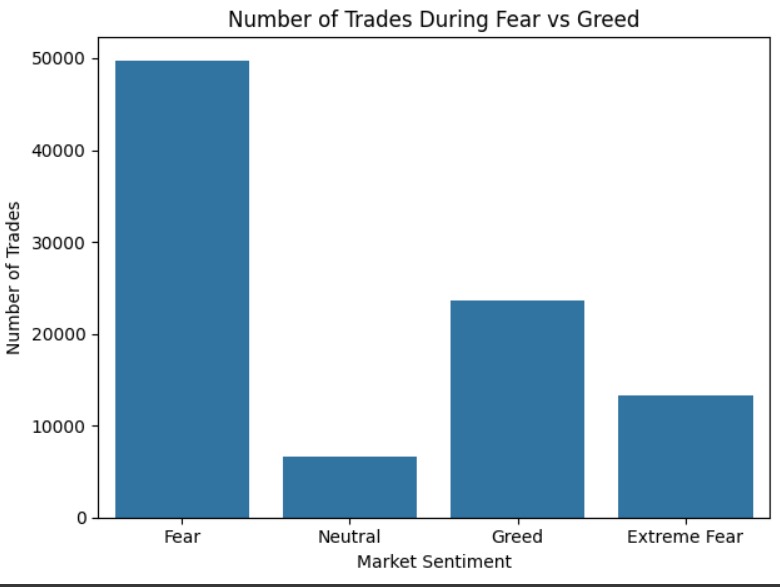 Number of Trades During Fear vs Greed
Number of Trades
50000
40000
30000
20000
10000
0
Fear Neutral Greed Extreme Fear
Market Sentiment